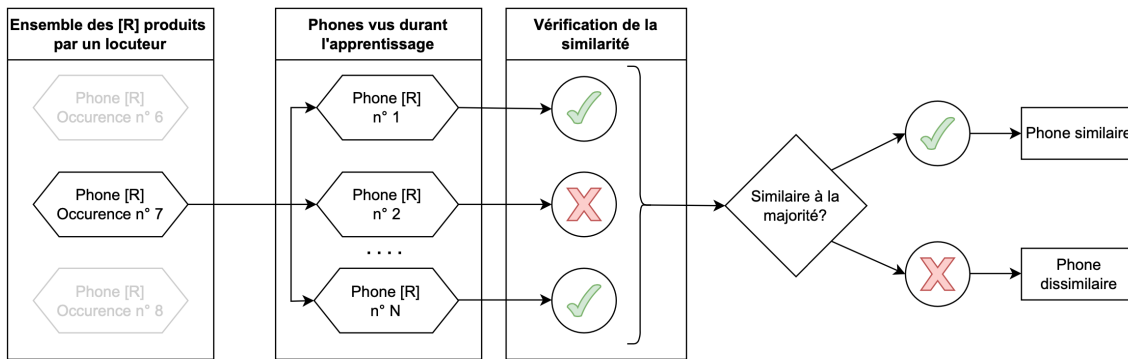 Ensemble des [R] produits
par un locuteur
Phone [R]
Occurence n° 6
Phone [R]
Occurence n° 7
Phone [R]
Occurence n° 8
Phones vus durant
l'apprentissage
Phone [R]
n° 1
Phone [R]
n° 2
. . . .
Phone [R]
n° N
Vérification de la
similarité
Similaire à la
majorité?
Phone similaire
Phone
dissimilaire